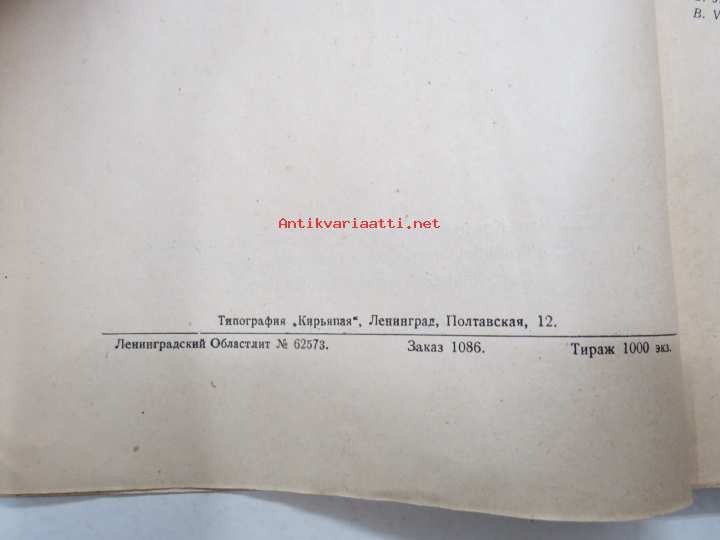 B. V
Antikvariaatti.net
Типография „Кирьяпая“, Ленинград, Полтавская, 12.
Ленинградский Областлит № 62573. Заказ 1086. Тираж 1000 экз.